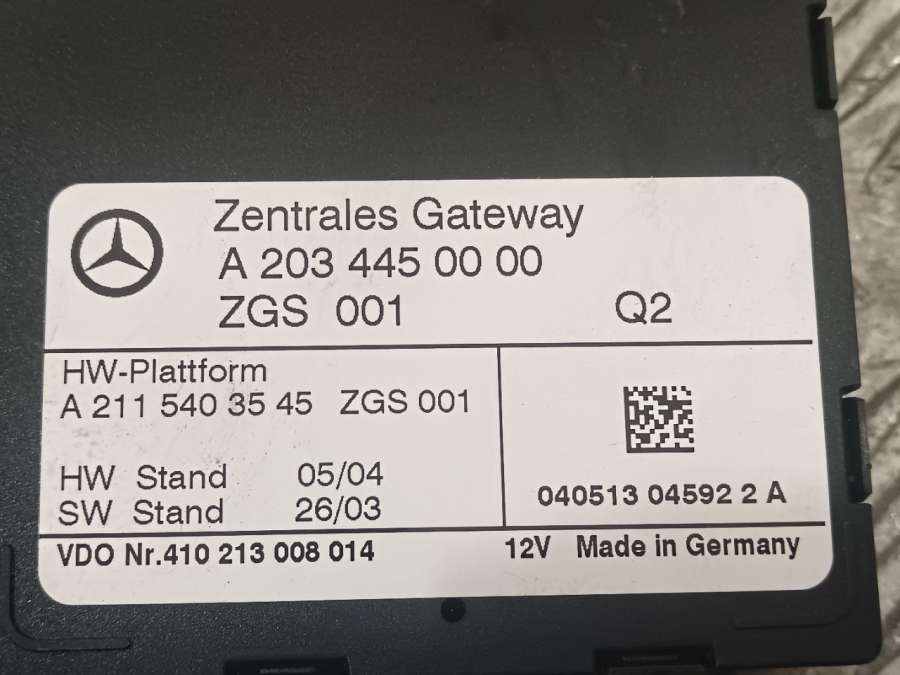 Zentrales Gateway
A 203 445 00 00
ZGS 001 Q2
HW-Plattform
A 211 540 35 45 ZGS 001
HW Stand 05/04
SW Stand 26/03
040513 04592 2 A
VDO Nr.410 213 008 014 12V Made in Germany